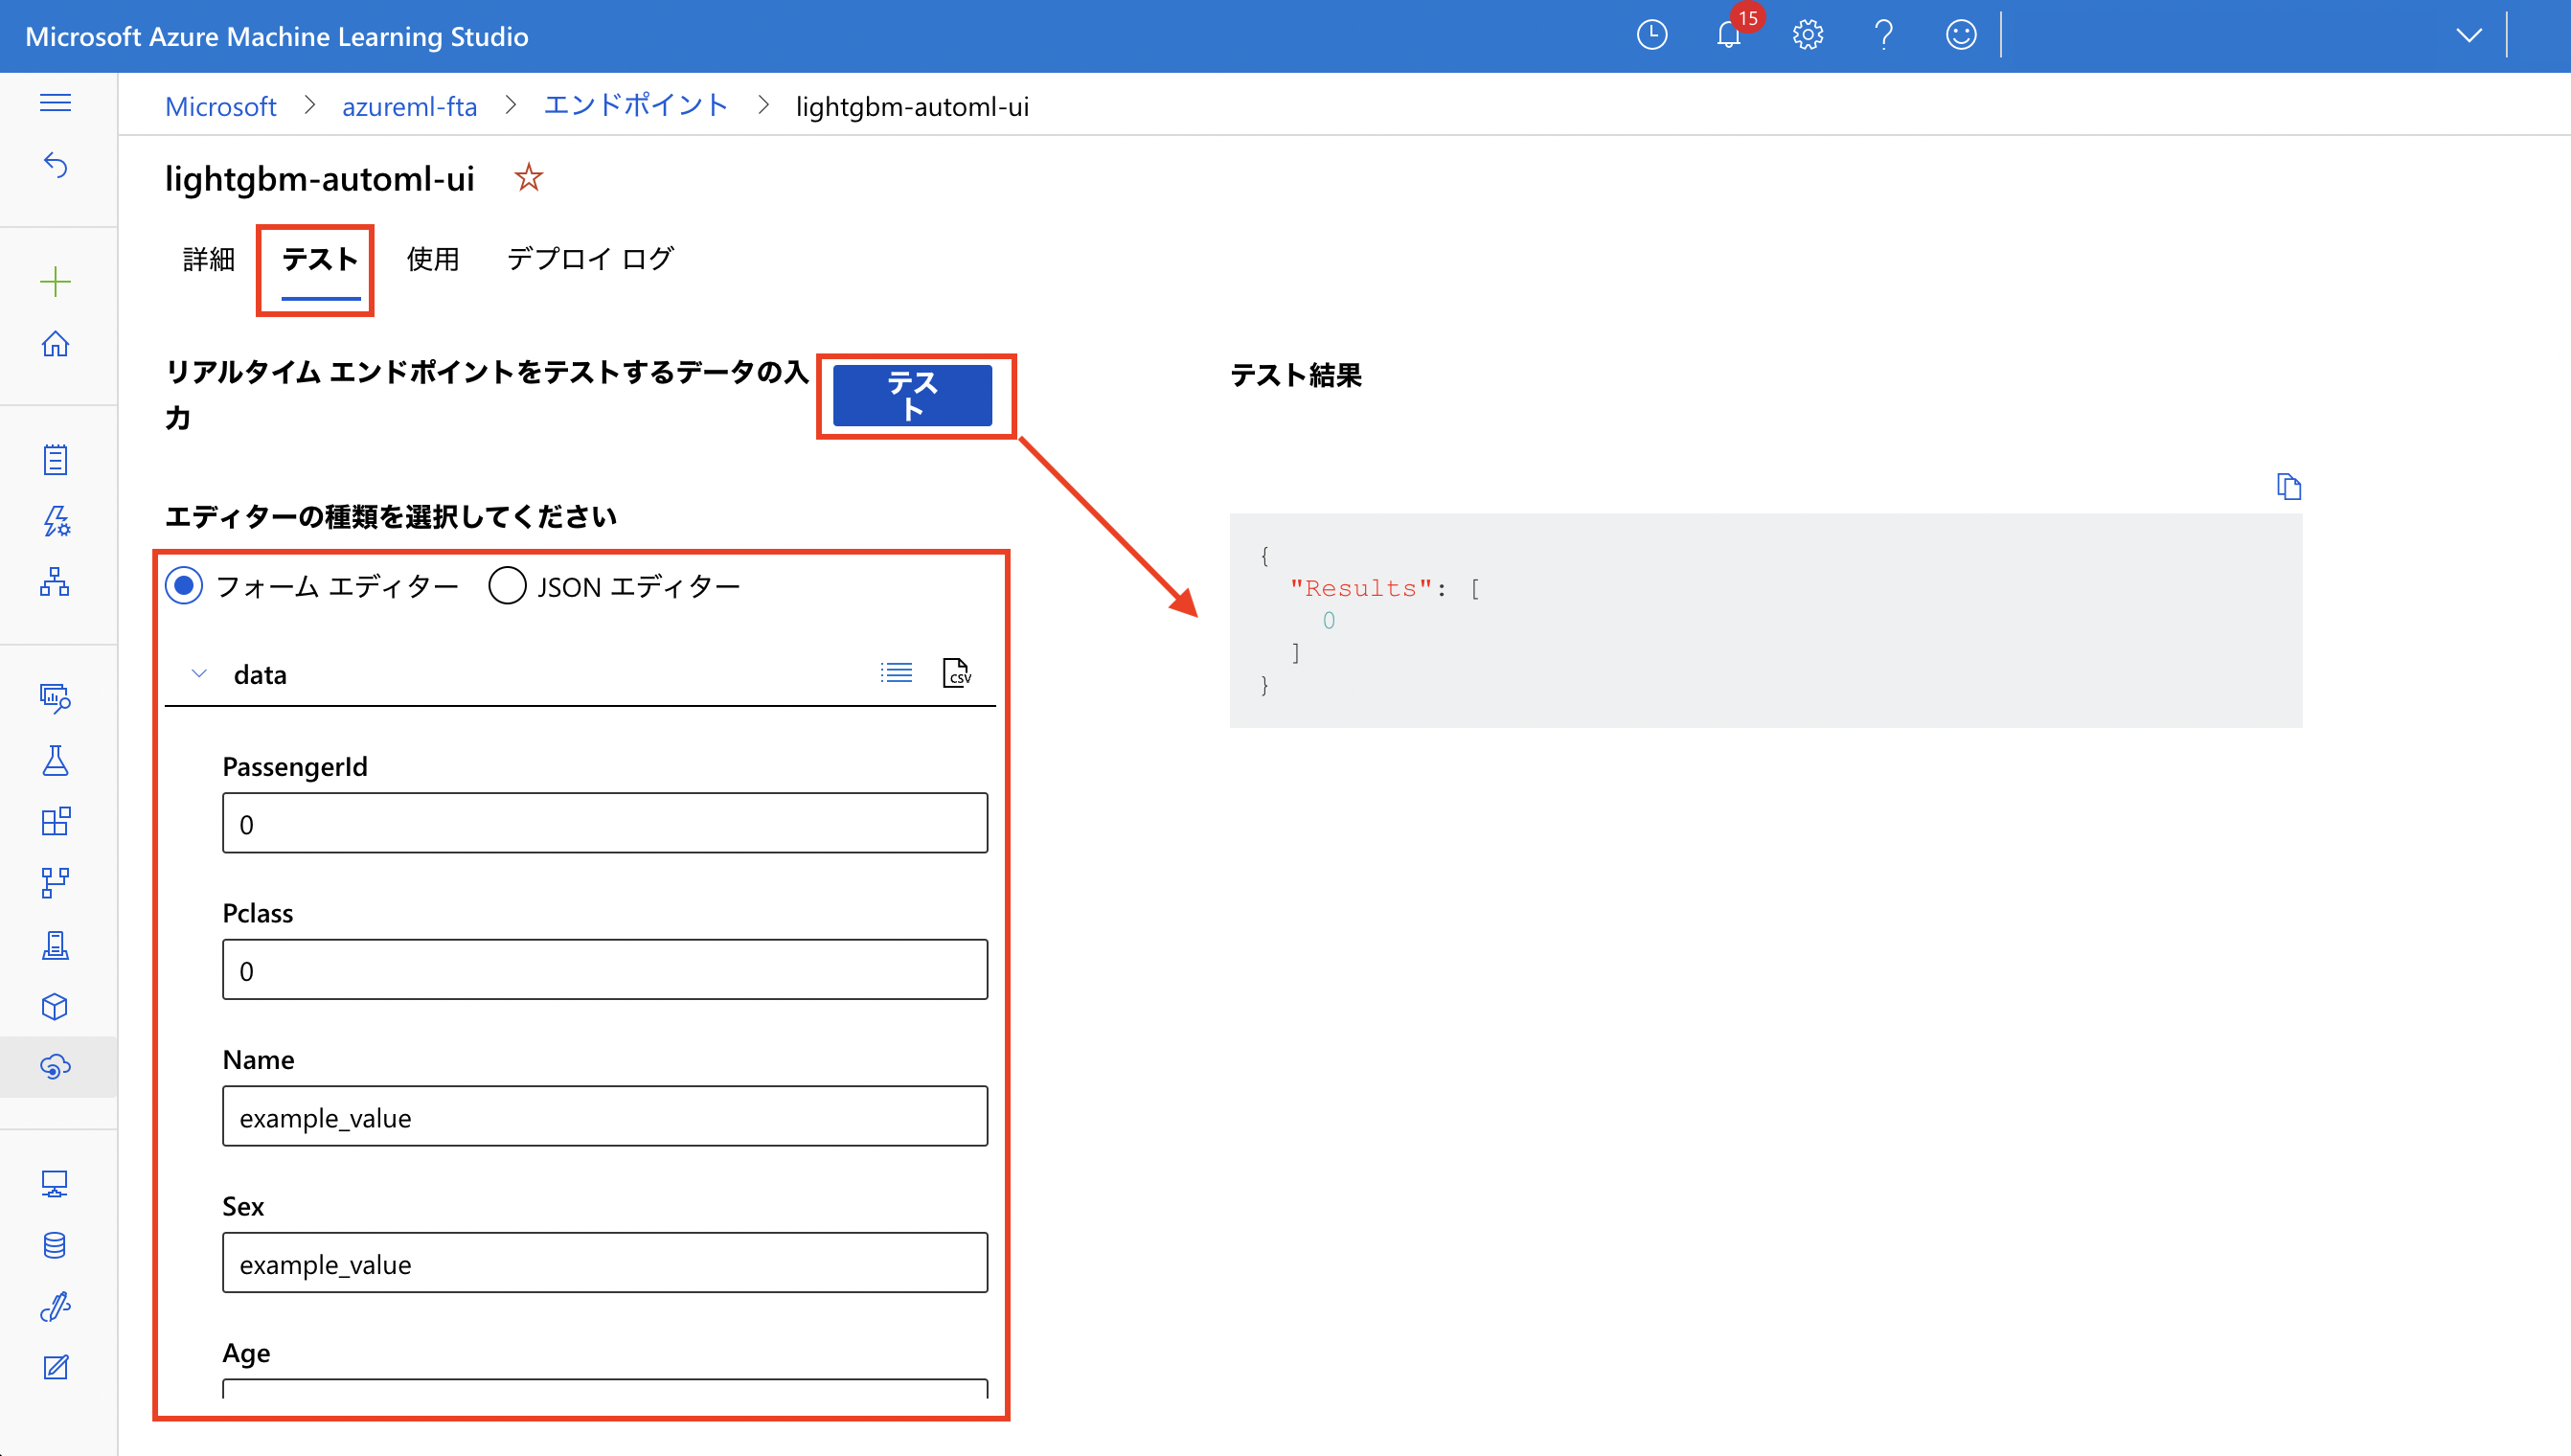 Microsoft Azure Machine Learning Studio
15
Microsoft > azureml-fta > エンドポイント > lightgbm-automl-ui
lightgbm-automl-ui
詳細 テスト 使用 デプロイ ログ
リアルタイム エンドポイントをテストするデータの入
力
テス
ト
テスト結果
エディターの種類を選択してください
フォーム エディター JSON エディター
data
CSV
PassengerId
0
Pclass
0
Name
example_value
Sex
example_value
Age
{
"Results": [
0
]
}